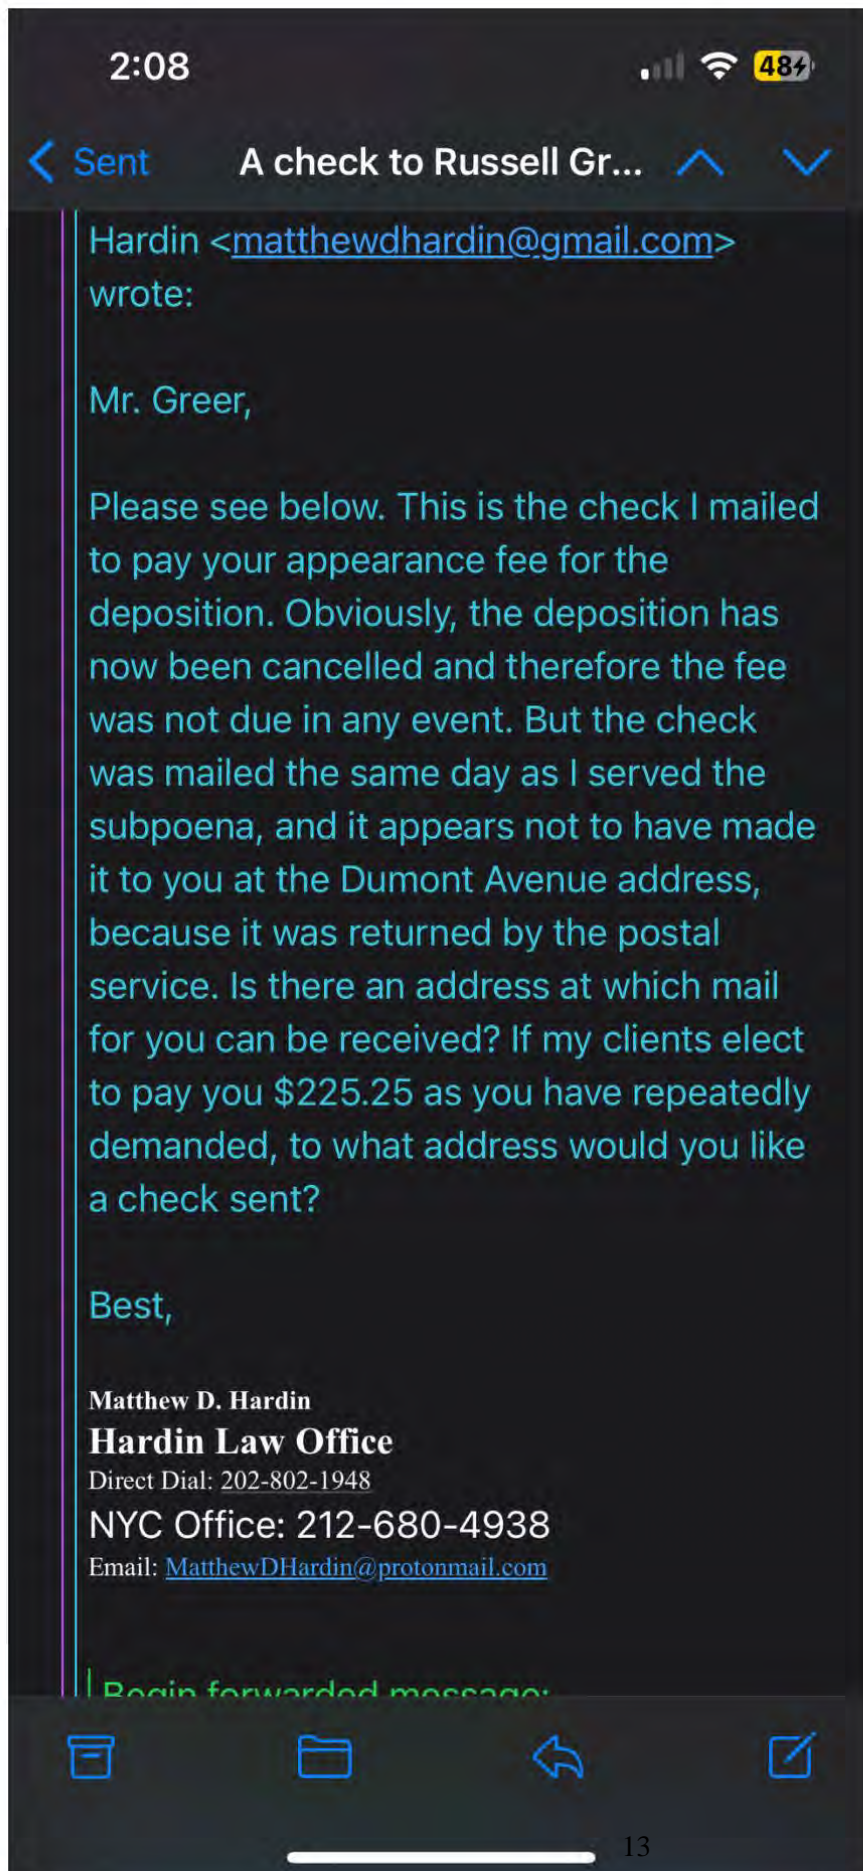 2:08
48
Sent
A check to Russell Gr...
Hardin <matthewdhardin@gmail.com>
wrote:
Mr. Greer,
Please see below. This is the check I mailed
to pay your appearance fee for the
deposition. Obviously, the deposition has
now been cancelled and therefore the fee
was not due in any event. But the check
was mailed the same day as I served the
subpoena, and it appears not to have made
it to you at the Dumont Avenue address,
because it was returned by the postal
service. Is there an address at which mail
for you can be received? If my clients elect
to pay you $225.25 as you have repeatedly
demanded, to what address would you like
a check sent?
Best,
Matthew D. Hardin
Hardin Law Office
Direct Dial: 202-802-1948
NYC Office: 212-680-4938
Email: MatthewDHardin@protonmail.com
Begin forwarded message:
13